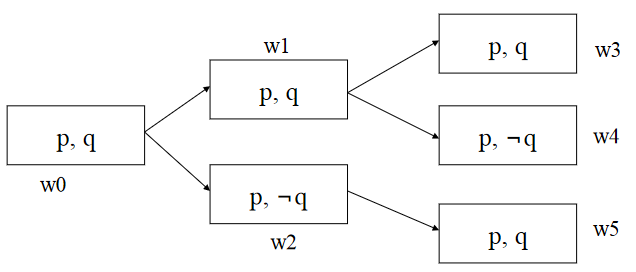 p, q
w0
w1
p, q
p, ¬q
w2
p, q
w3
p, ¬q
w4
p, q
w5